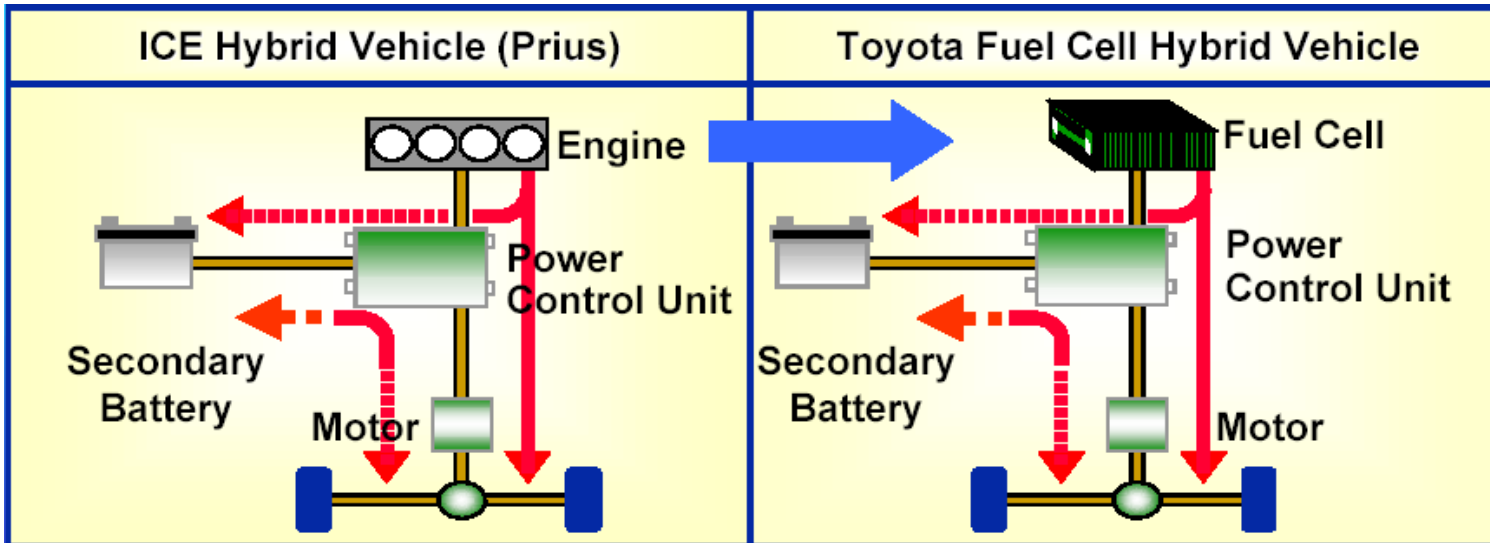 ICE Hybrid Vehicle (Prius)
Toyota Fuel Cell Hybrid Vehicle
Engine
Power
Control Unit
Secondary
Battery
Motor
Fuel Cell
Power
Control Unit
Secondary
Battery
Motor